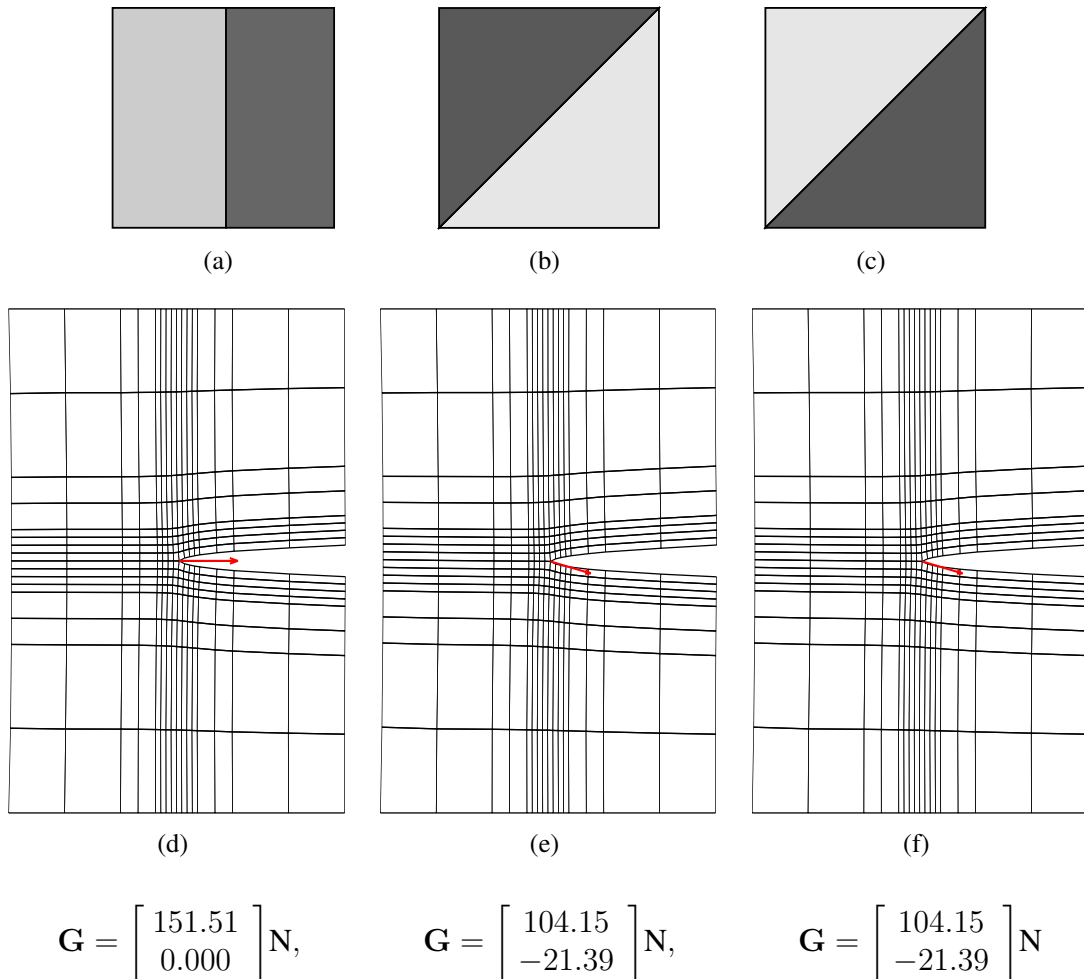 (a) (b) (c)
(d) (e) (f)
G = [ 151.51 0.000 ] N, G = [ 104.15 −21.39 ] N, G = [ 104.15 −21.39 ] N